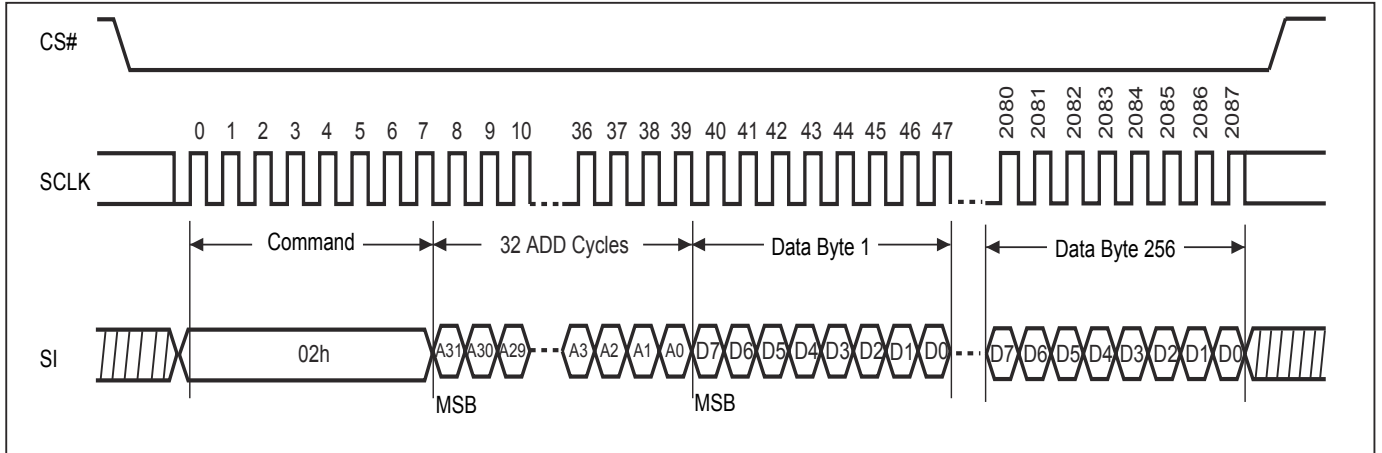 CS#
2080 2081 2082 2083 2084 2085 2086 2087
0 1 2 3 4 5 6 7 8 9 10 36 37 38 39 40 41 42 43 44 45 46 47
SCLK
Command 32 ADD Cycles Data Byte 1 Data Byte 256
SI 02h A31 A30 A29 A3 A2 A1 A0 D7 D6 D5 D4 D3 D2 D1 D0 D7 D6 D5 D4 D3 D2 D1 D0
MSB MSB